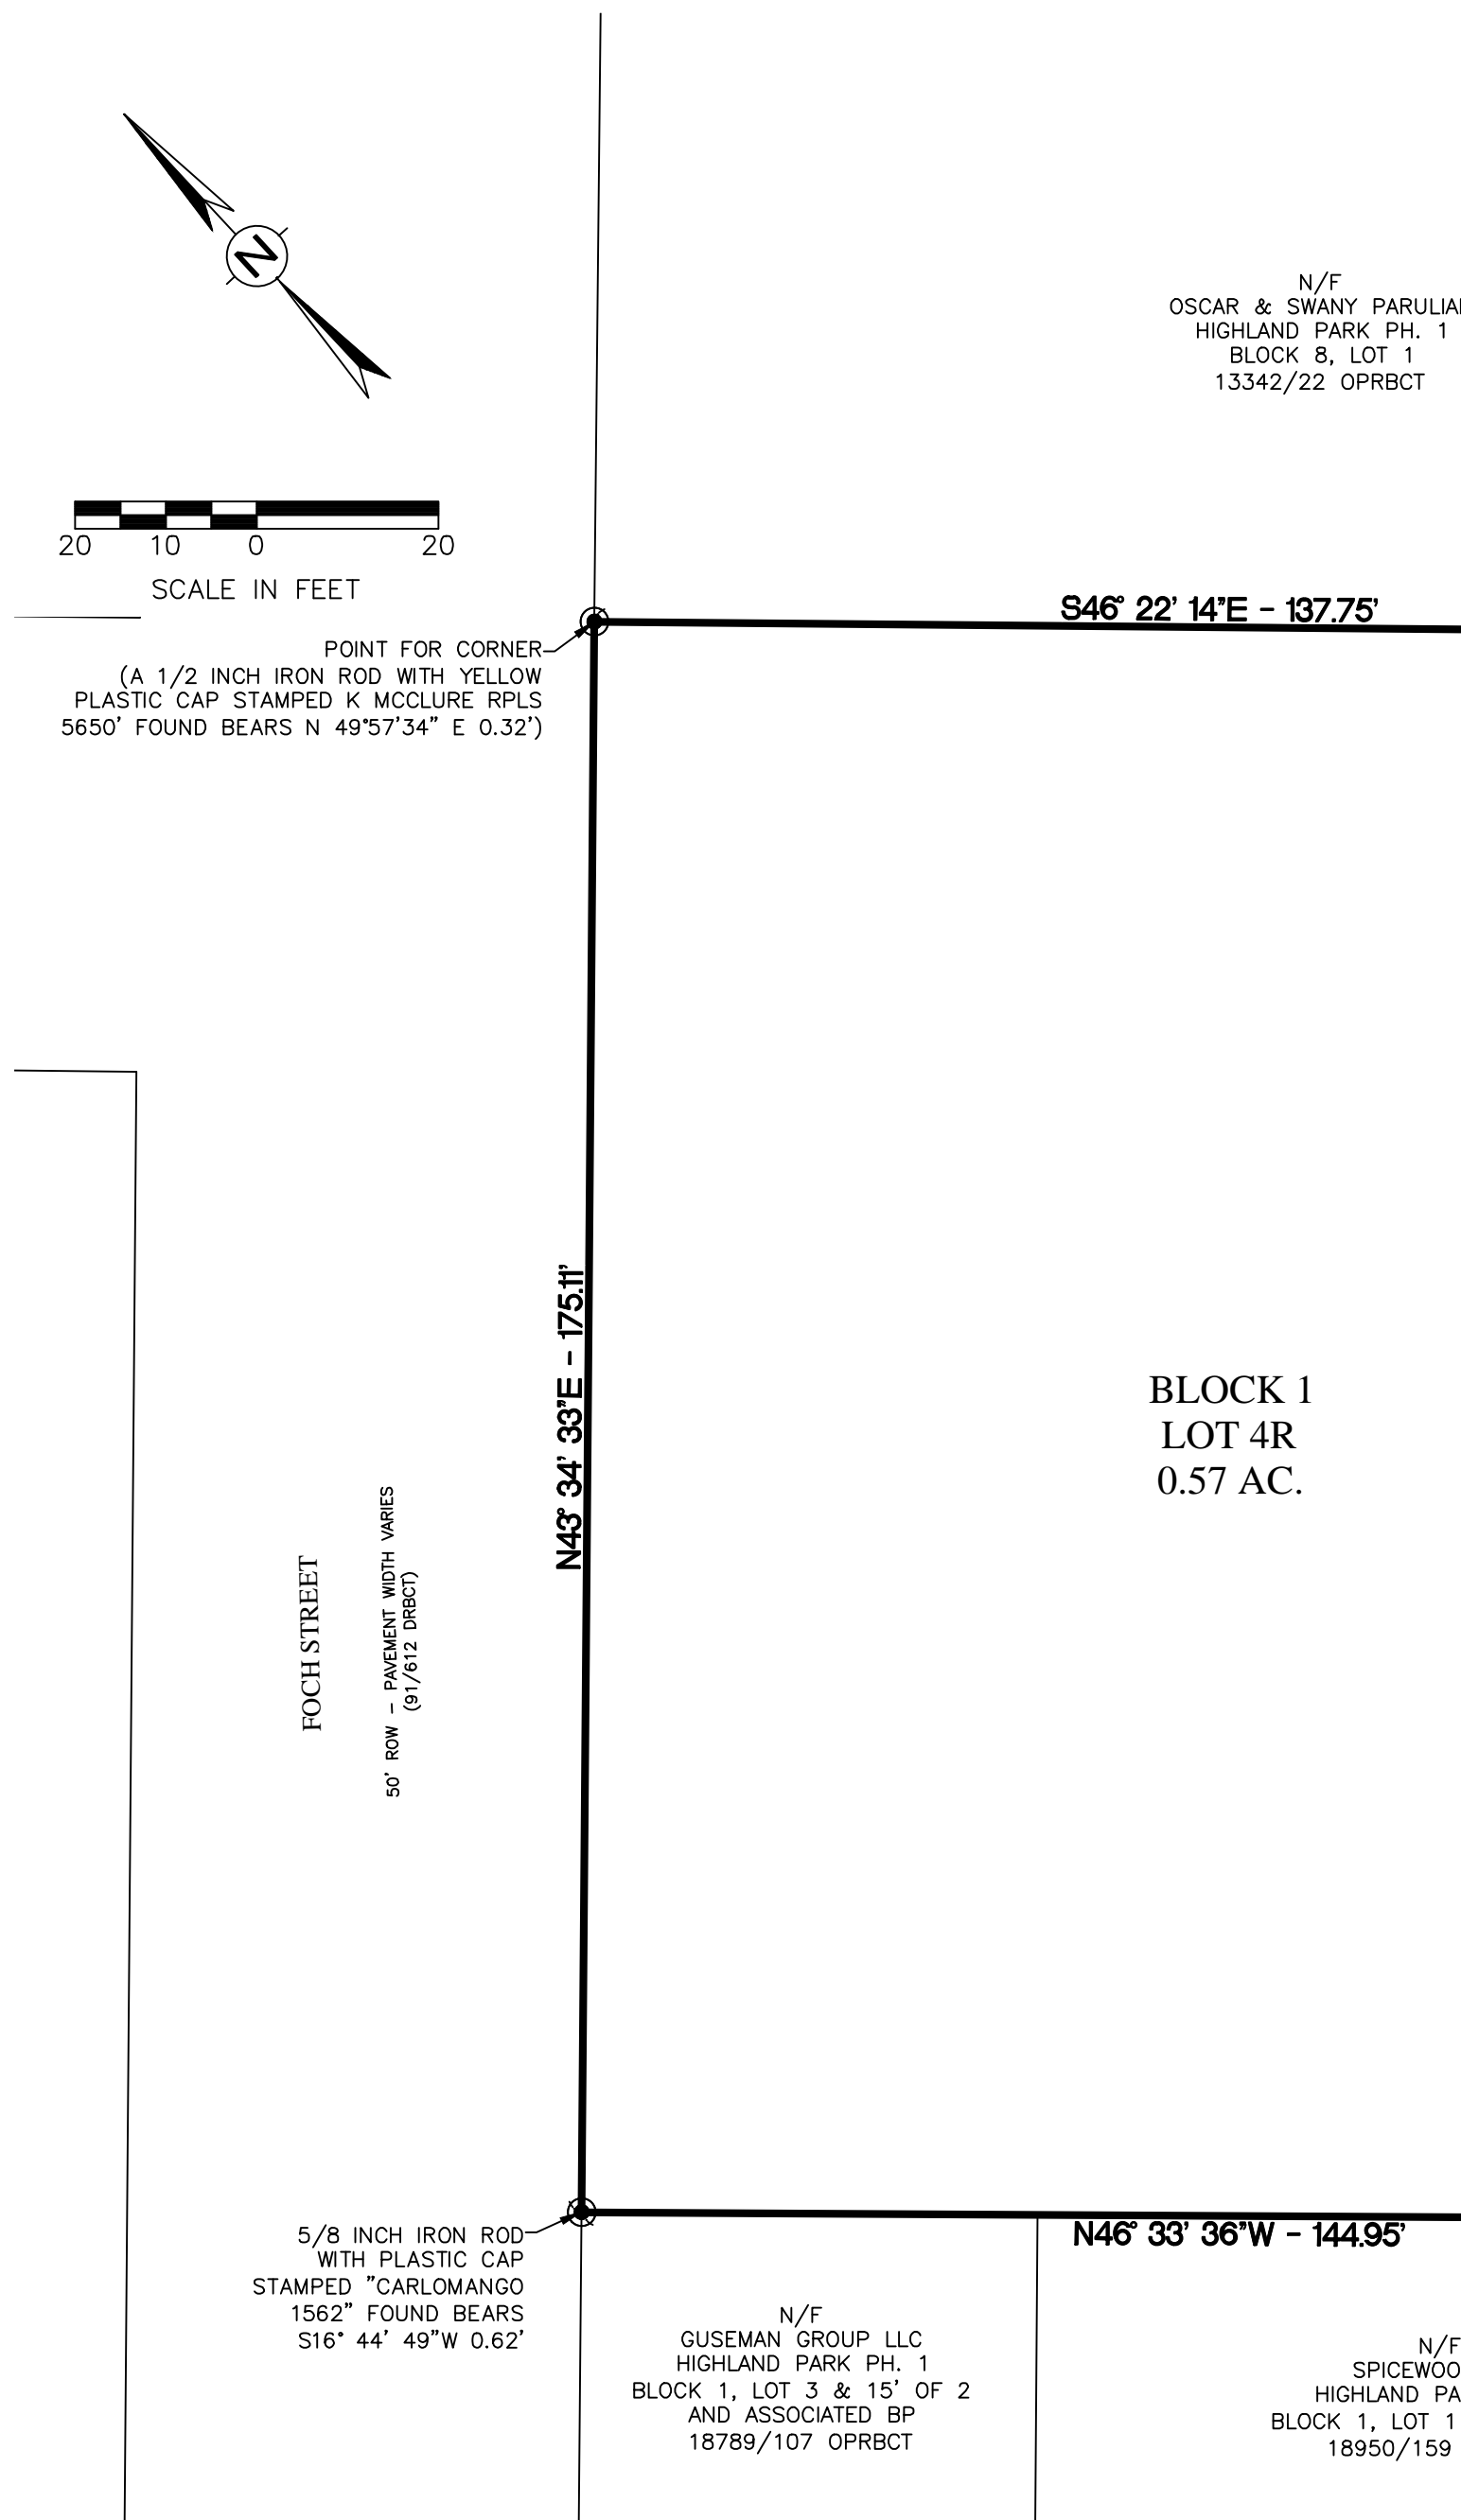 N
N/F
OSCAR & SWANY
HIGHLAND PARK PH. 1
BLOCK 8, LOT 1
13342/22 OPRBCT
20 10 0 20
SCALE IN FEET
S46° 22' 14"E - 137.75'
POINT FOR CORNER
(A 1/2 INCH IRON ROD WITH YELLOW
PLASTIC CAP STAMPED K MCCLURE RPLS
5650' FOUND BEARS N 49°57'34" E 0.32')
N43° 34' 33"E - 175.11'
BLOCK 1
LOT 4R
0.57 AC.
FOCH STREET
50' ROW - PAVEMENT WIDTH VARIES
(91/612 DRBCT)
N46° 33' 36"W - 144.95'
5/8 INCH IRON ROD
WITH PLASTIC CAP
STAMPED "CARLOMANGO
1562" FOUND BEARS
S16° 44' 49"W 0.62'
N/F
GUSEMAN GROUP LLC
HIGHLAND PARK PH. 1
BLOCK 1, LOT 3 & 15' OF 2
AND ASSOCIATED BP
18789/107 OPRBCT
N/F
HIGHLAND
BLOCK 1, LOT 1
18950/159